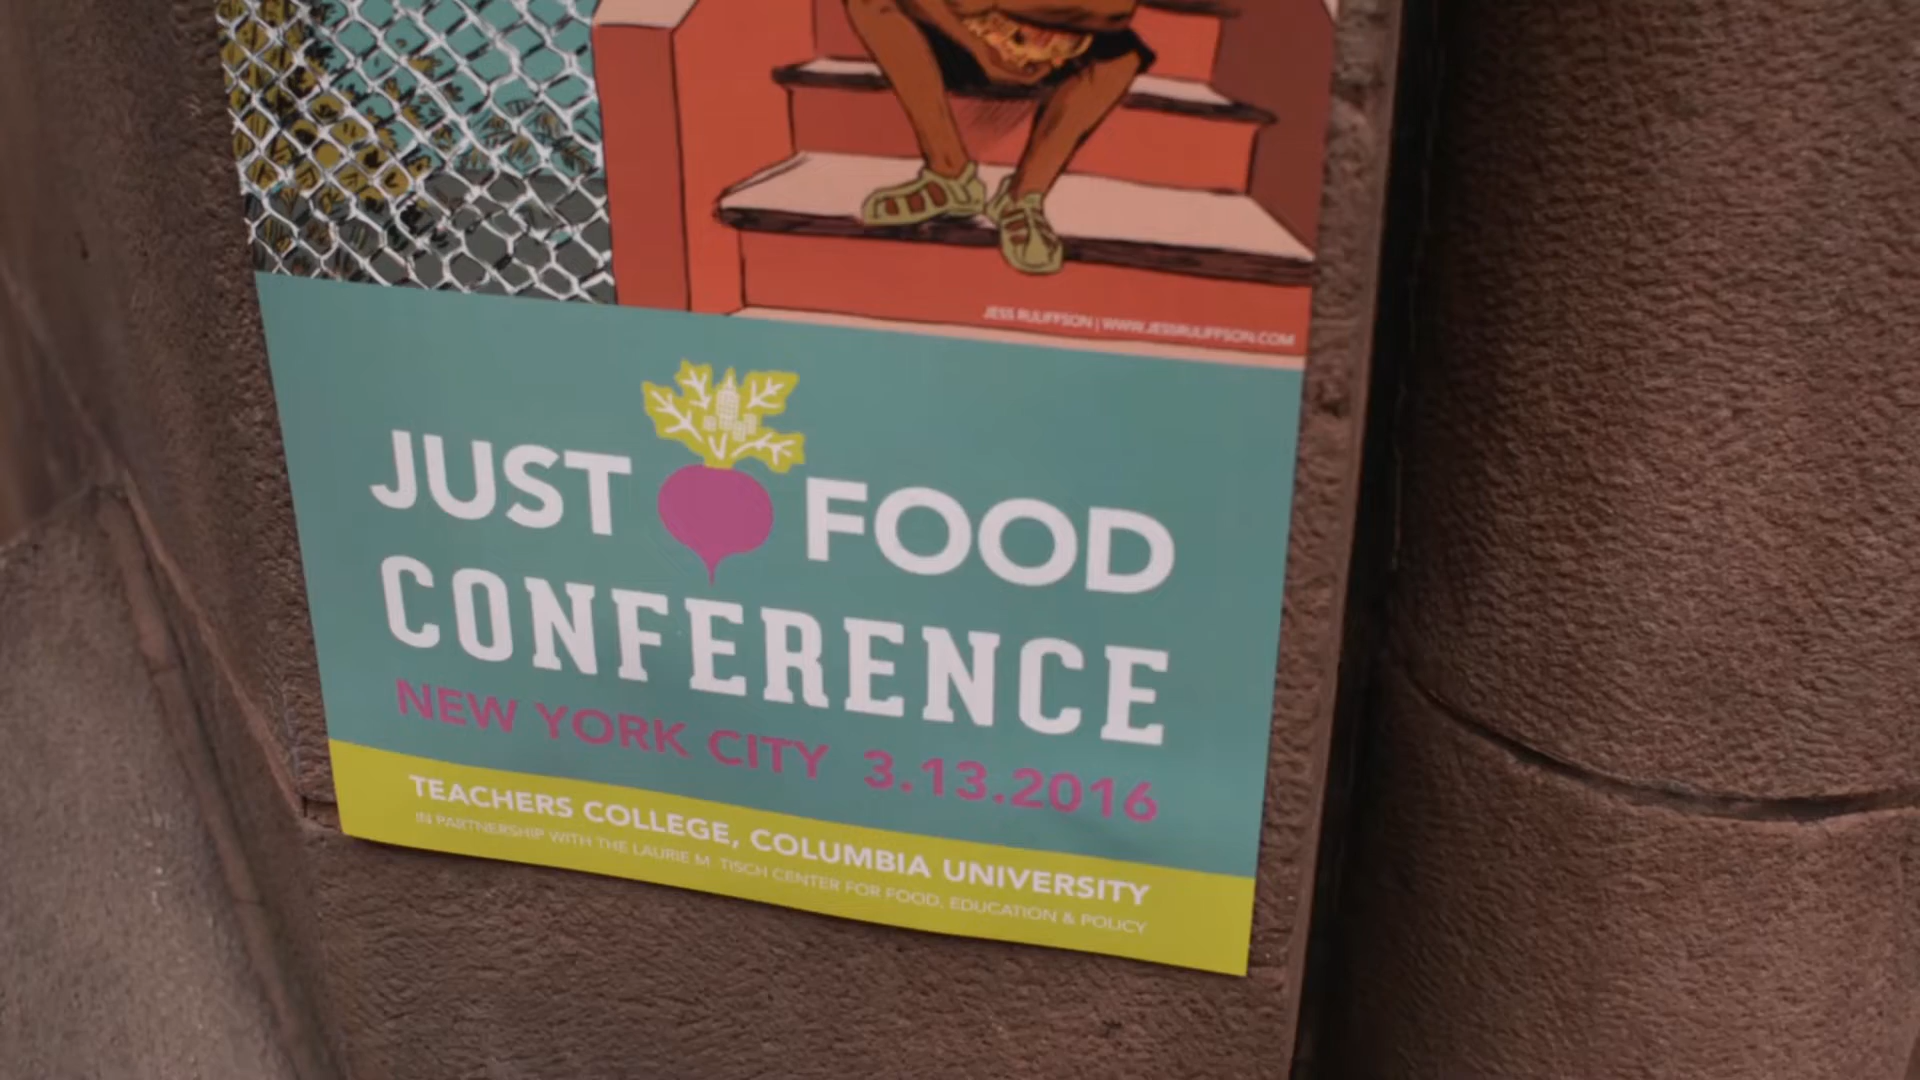 JESS RULIFFSON | WWW.JESSRULIFFSON.COM
JUST FOOD
CONFERENCE
NEW YORK CITY 3.13.2016
TEACHERS COLLEGE, COLUMBIA UNIVERSITY
IN PARTNERSHIP WITH THE LAURIE M. TISCH CENTER FOR FOOD, EDUCATION & POLICY